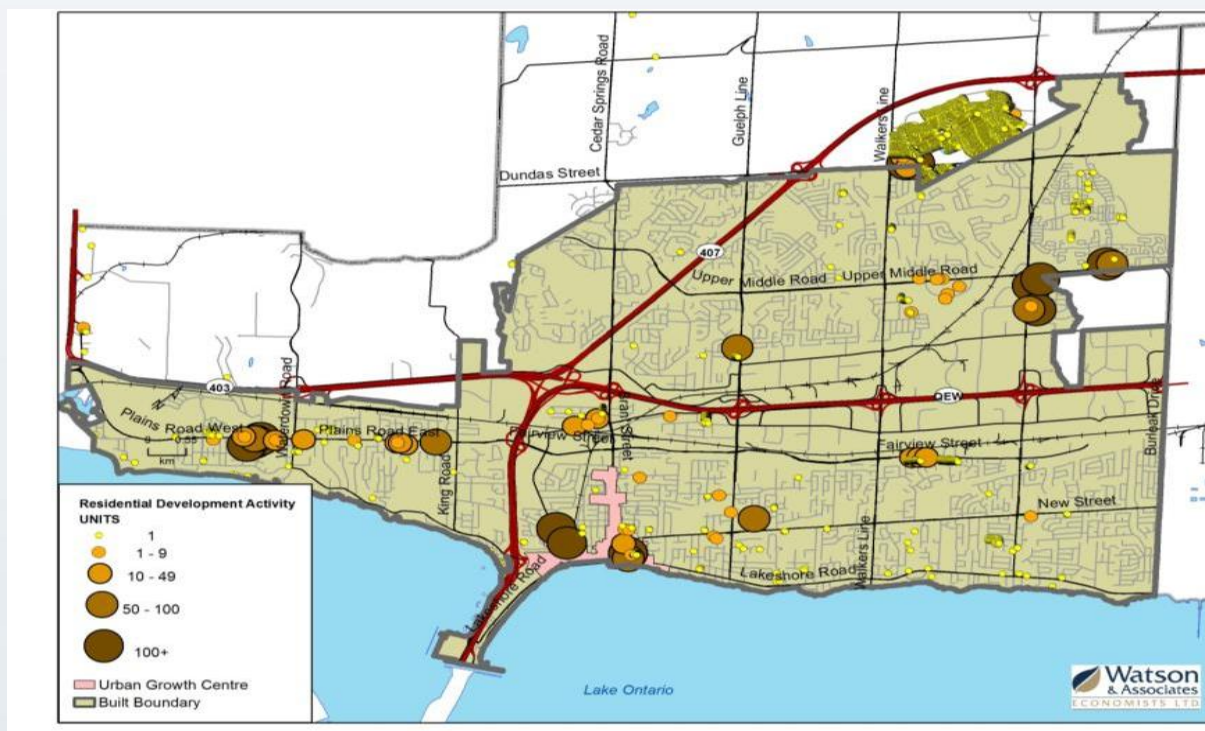 Cedar Springs Road
Guelph Line
Walkers Line
Dundas Street
407
Upper Middle Road
Upper Middle Road
403
Waterdown Road
QEW
Plains
Road West
Plains Road East
Fairview Street
Fairview Street
King Road
km
New Street
Walkers Line
Lakeshore Road
Lakeshore Road
Lake Ontario
Residential Development Activity
UNITS
1
1 - 9
10 - 49
50 - 100
100+
Urban Growth Centre
Built Boundary
Watson
& Associates
ECONOMISTS LTD.